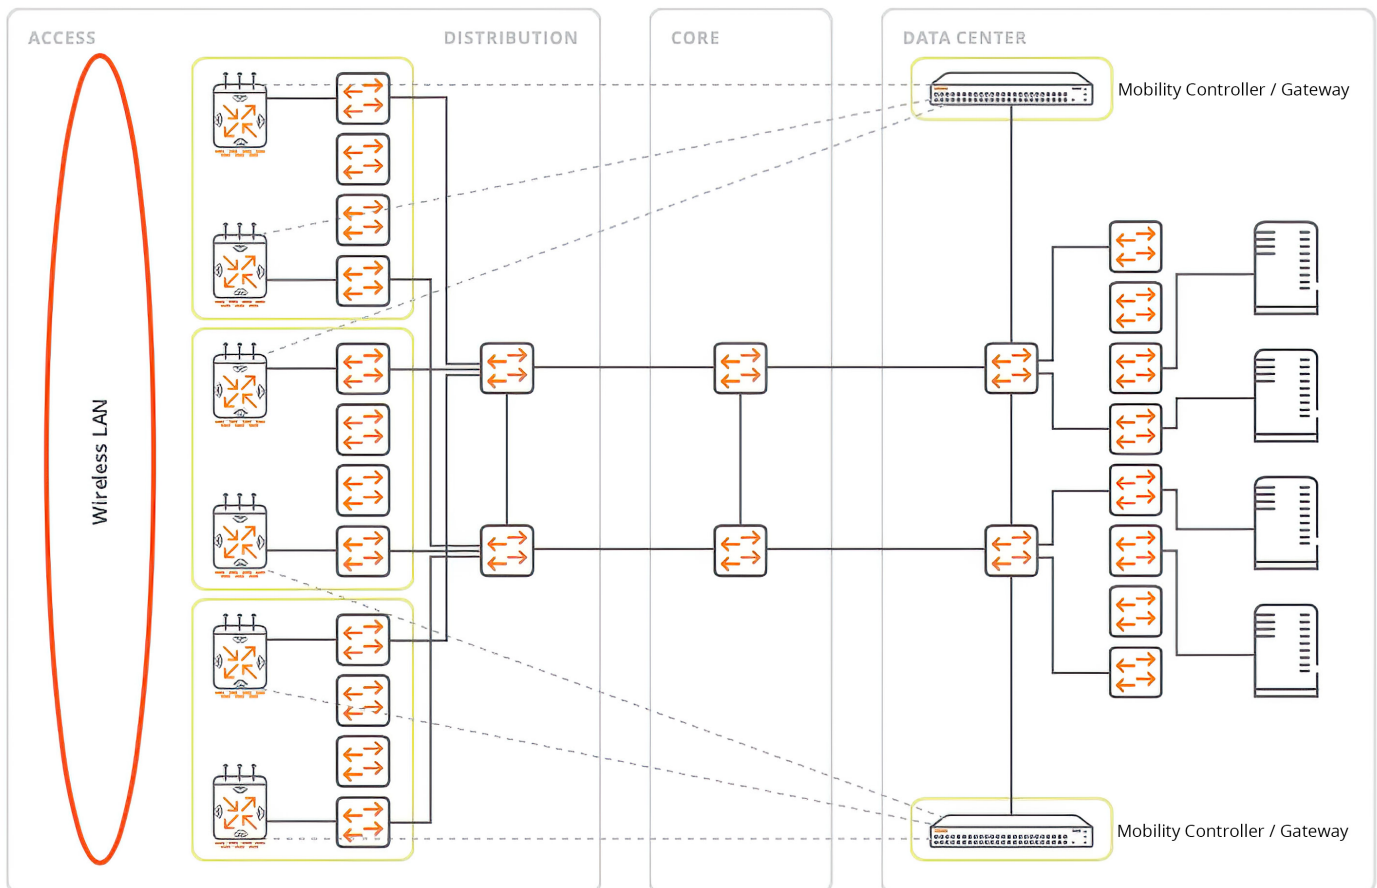 ACCESS
DISTRIBUTION
CORE
DATA CENTER
Mobility Controller / Gateway
Wireless LAN
Mobility Controller / Gateway